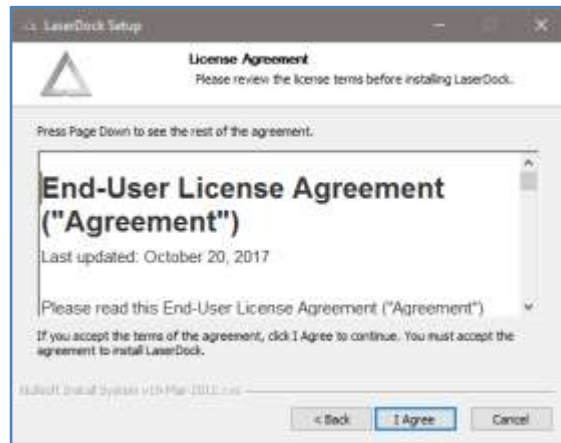 LaserDock Setup
License Agreement
Please review the license terms before installing LaserDock.
Press Page Down to see the rest of the agreement.
End-User License Agreement
("Agreement")
Last updated: October 20, 2017
Please read this End-User License Agreement ("Agreement")
If you accept the terms of the agreement, click I Agree to continue. You must accept the
agreement to install LaserDock.
Nullsoft Install System
< Back
I Agree
Cancel